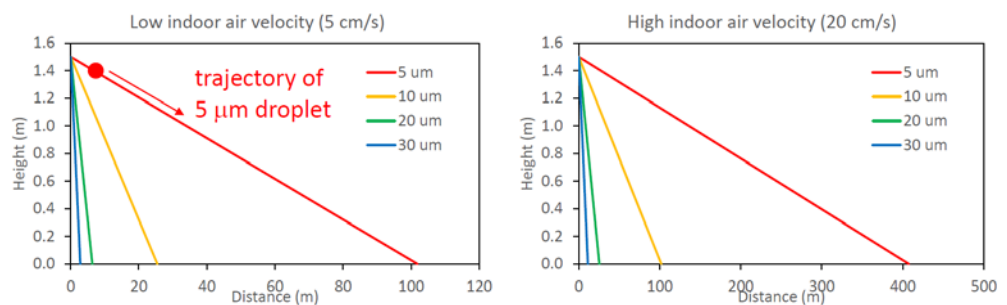 Low indoor air velocity (5 cm/s)
1.6
1.4
1.2
1.0
0.8
0.6
0.4
0.2
0.0
Height (m)
0
20
40
60
80
100
120
Distance (m)
trajectory of
5 μm droplet
5 um
10 um
20 um
30 um
High indoor air velocity (20 cm/s)
1.6
1.4
1.2
1.0
0.8
0.6
0.4
0.2
0.0
Height (m)
0
100
200
300
400
500
Distance (m)
5 um
10 um
20 um
30 um